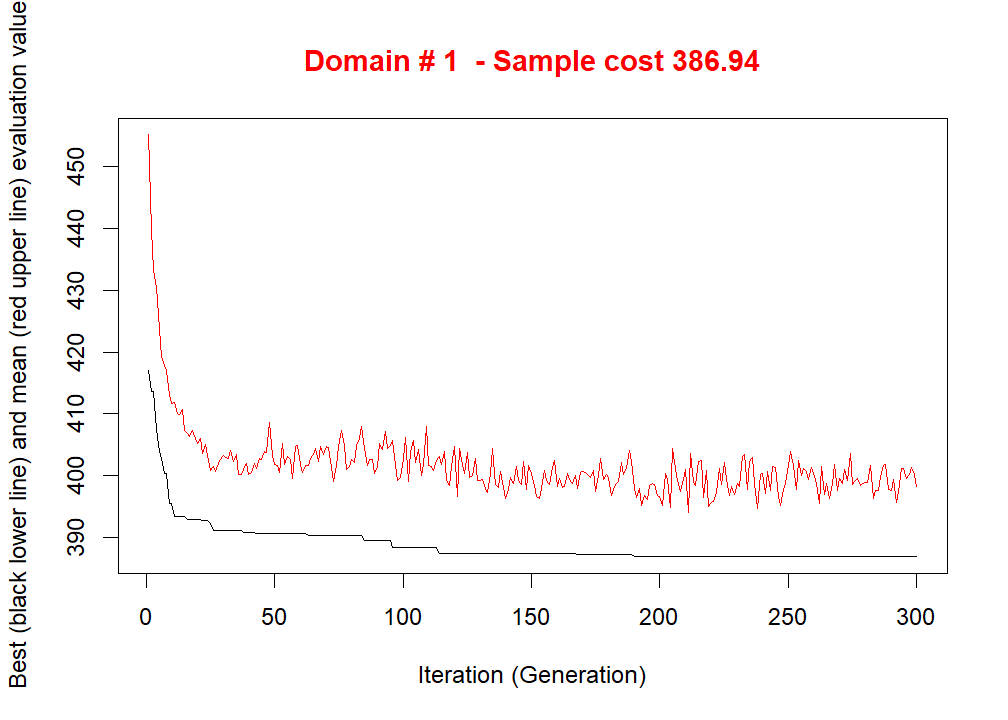 Domain # 1  - Sample cost 386.94
Best (black lower line) and mean (red upper line) evaluation value
450
440
430
420
410
400
390
0 50 100 150 200 250 300
Iteration (Generation)